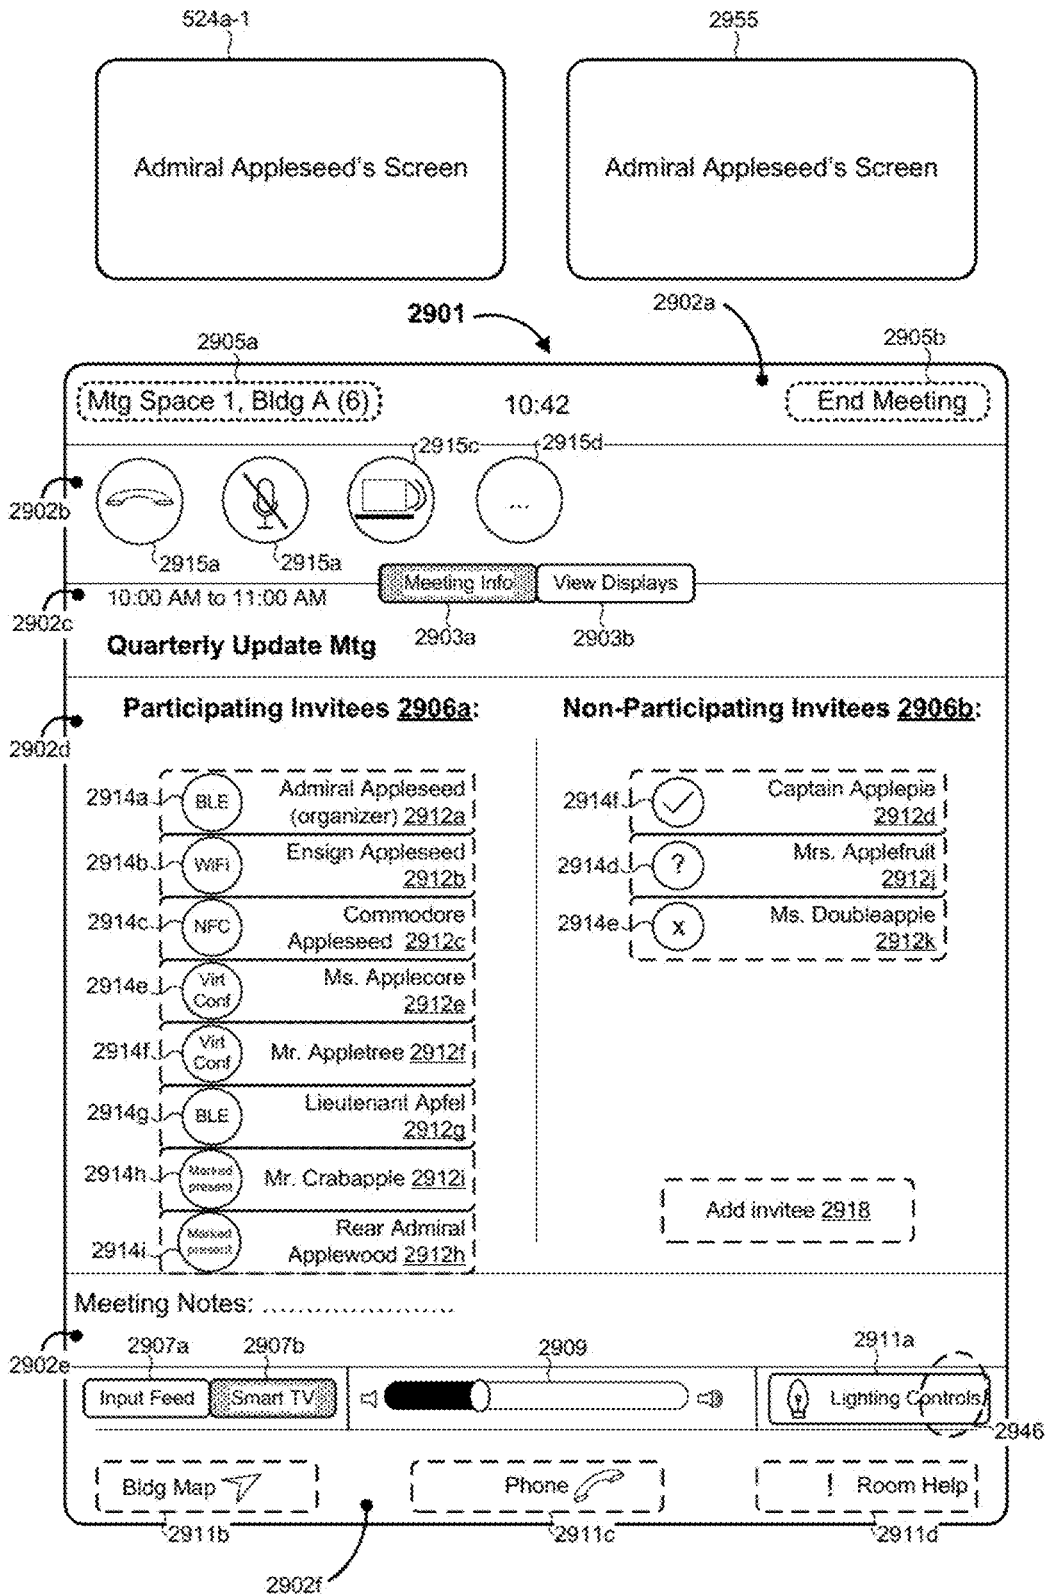 524a-1
2955
Admiral Appleseed's Screen
Admiral Appleseed's Screen
2901
2902a
2905a
2905b
Mtg Space 1, Bldg A (6)
10:42
End Meeting
2915c
2915d
...
2902b
2915a
2915a
Meeting Info
View Displays
10:00 AM to 11:00 AM
2902c
2903a
2903b
Quarterly Update Mtg
Participating Invitees 2906a:
Non-Participating Invitees 2906b:
2902d
2914a
BLE
Admiral Appleseed
(organizer) 2912a
2914b
WiFi
Ensign Appleseed
2912b
2914c
NFC
Commodore
Appleseed 2912c
2914e
Virt
Conf
Ms. Applecore
2912e
2914f
Virt
Conf
Mr. Appletree 2912f
2914g
BLE
Lieutenant Apfel
2912g
2914h
Marked
present
Mr. Crabapple 2912i
2914i
Marked
present
Rear Admiral
Applewood 2912h
2914f
Captain Applepie
2912d
2914d
?
Mrs. Applefruit
2912j
2914e
x
Ms. Doubleapple
2912k
Add invitee 2918
Meeting Notes: ......................
2902e
2907a
2907b
2909
2911a
Input Feed
Smart TV
Lighting Controls
2946
Bldg Map
Phone
! Room Help
2911b
2911c
2911d
2902f